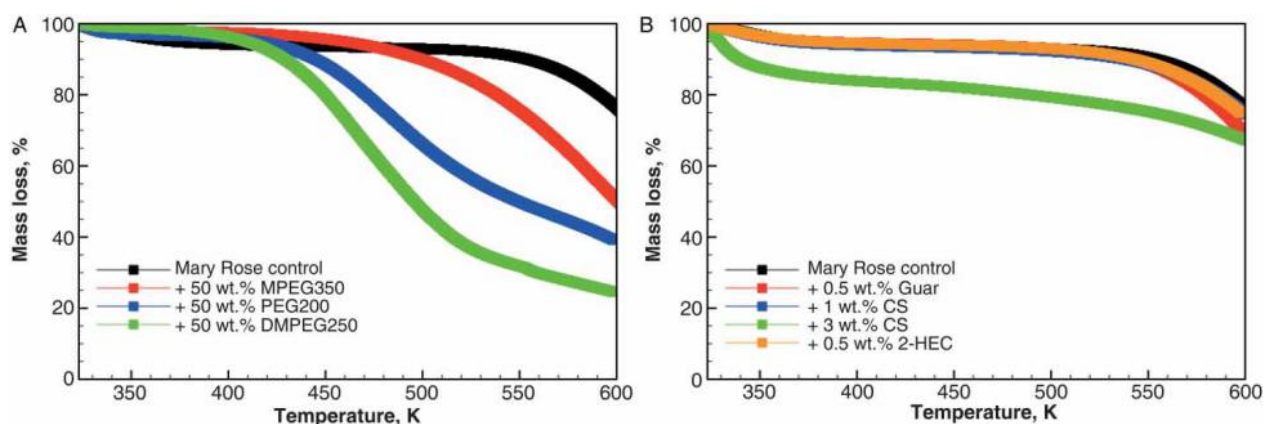 A
100
80
60
40
20
0
Mass loss, %
Mary Rose control
+ 50 wt.% MPEG350
+ 50 wt.% PEG200
+ 50 wt.% DMPEG250
350 400 450 500 550 600
Temperature, K
B
100
80
60
40
20
0
Mass loss, %
Mary Rose control
+ 0.5 wt.% Guar
+ 1 wt.% CS
+ 3 wt.% CS
+ 0.5 wt.% 2-HEC
350 400 450 500 550 600
Temperature, K